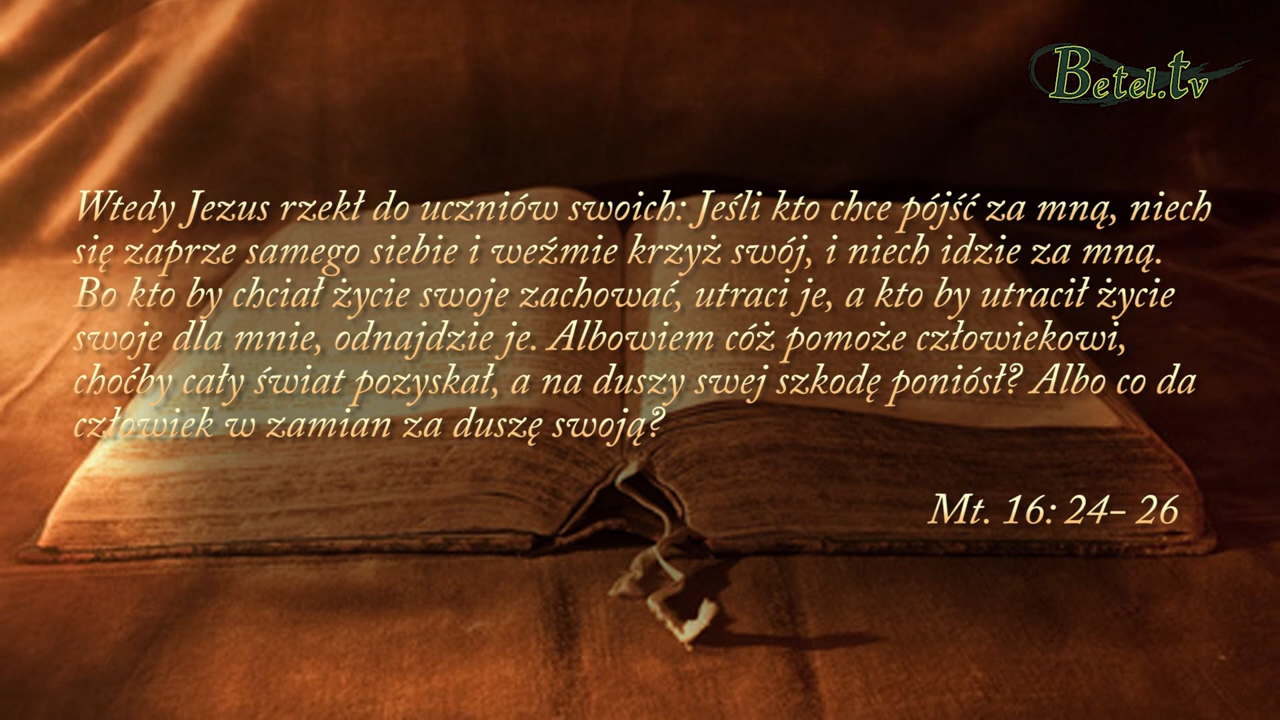 Betel.tv
Wtedy Jezus rzekł do uczniów swoich: Jeśli kto chce pójść za mną, niech
się zaprze samego siebie i weźmie krzyż swój, i niech idzie za mną.
Bo kto by chciał życie swoje zachować, utraci je, a kto by utracił życie
swoje dla mnie, odnajdzie je. Albowiem cóż pomoże człowiekowi,
choćby cały świat pozyskał, a na duszy swej szkodę poniósł? Albo co da
człowiek w zamian za duszę swoją?
Mt. 16: 24- 26